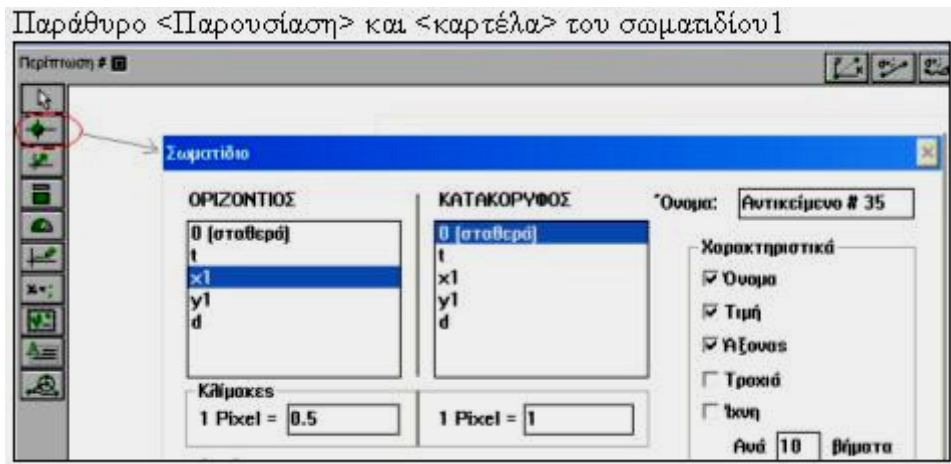 Παράθυρο <Παρουσίαση> και <καρτέλα> του σωματιδίου1
Περίπτωση #
Σωματίδιο
ΟΡΙΖΟΝΤΙΟΣ
0 (σταθερά)
t
x1
y1
d
ΚΑΤΑΚΟΡΥΦΟΣ
0 (σταθερά)
t
x1
y1
d
Όνομα: Αντικείμενο # 35
Χαρακτηριστικά
Όνομα
Τιμή
Άξονας
Τροχιά
Ίχνη
Ανά 10 βήματα
Κλίμακες
1 Pixel = 0.5
1 Pixel = 1